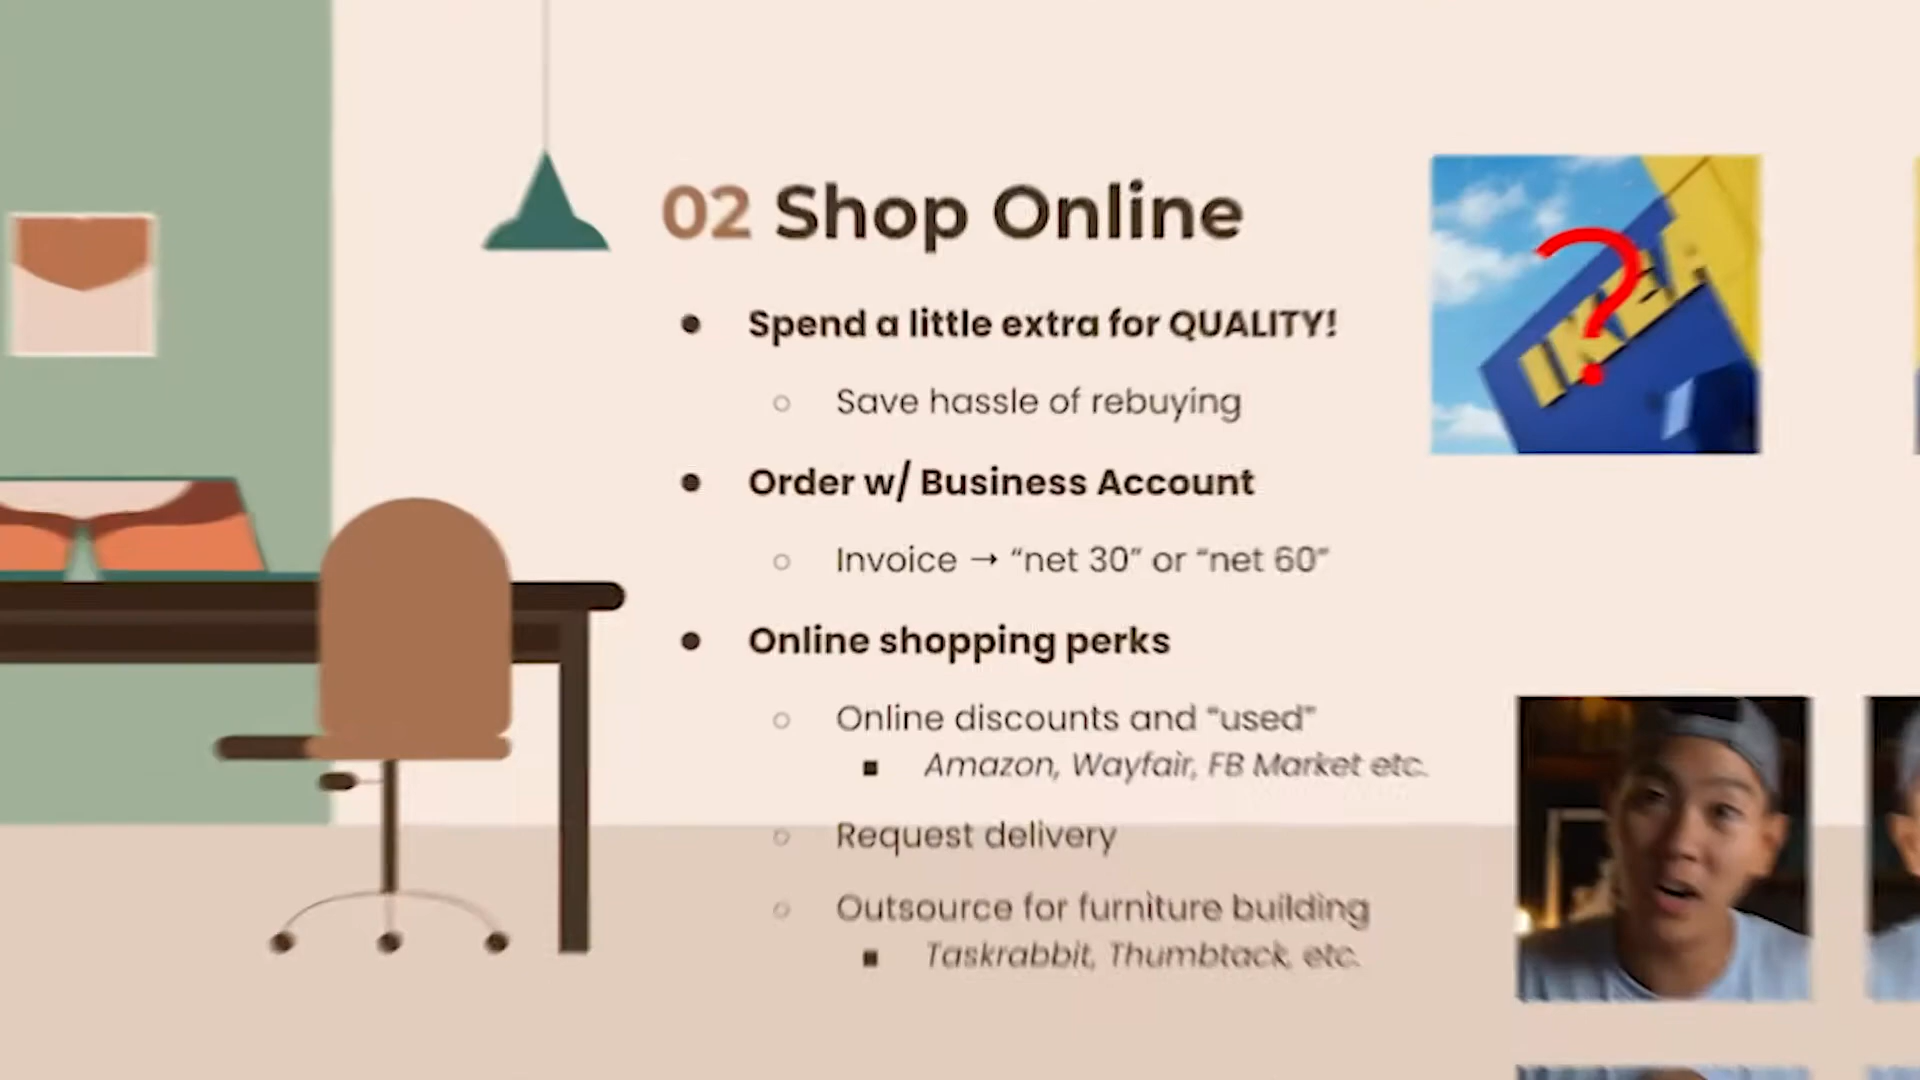 02 Shop Online
● Spend a little extra for QUALITY!
○ Save hassle of rebuying
● Order w/ Business Account
○ Invoice → “net 30” or “net 60”
● Online shopping perks
○ Online discounts and “used”
■ Amazon, Wayfair, FB Market etc.
○ Request delivery
○ Outsource for furniture building
■ Taskrabbit, Thumbtack, etc.
IKEA
?